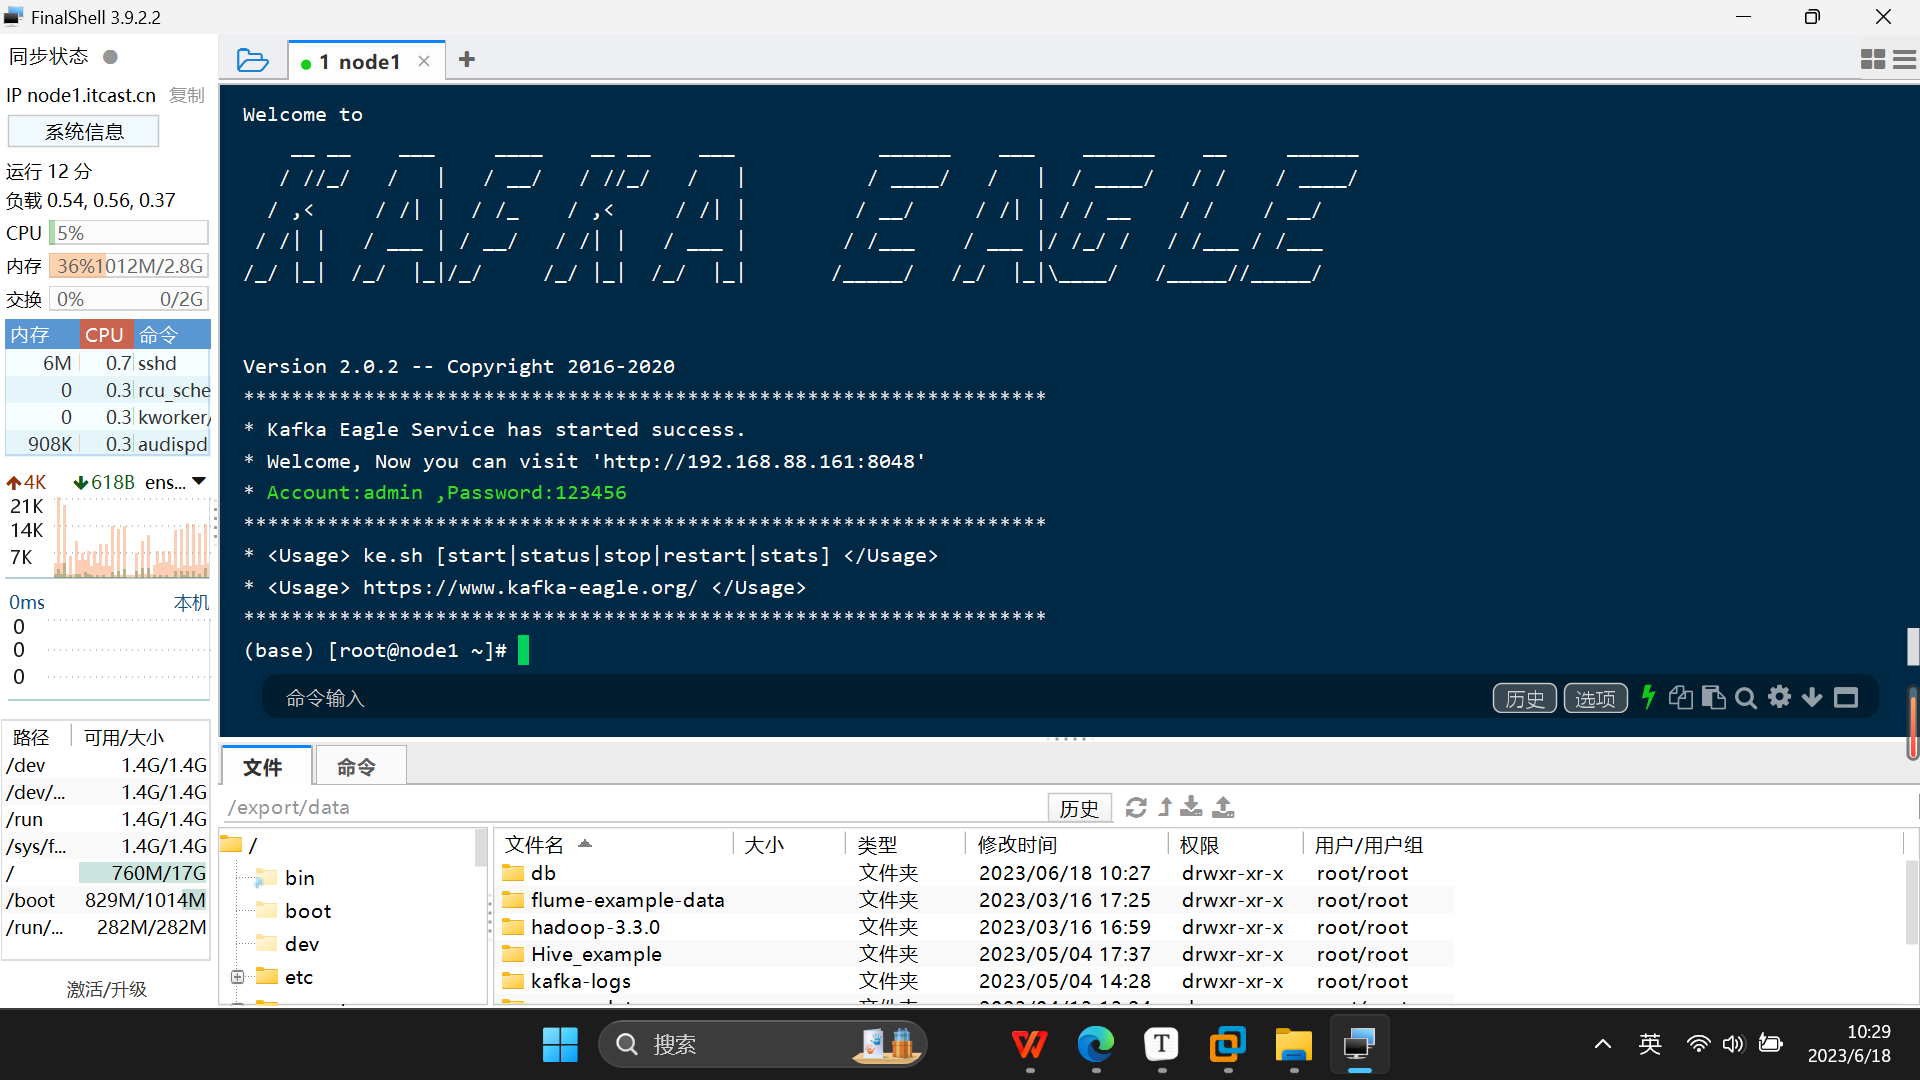 FinalShell 3.9.2.2
同步状态
IP node1.itcast.cn 复制
系统信息
运行 12 分
负载 0.54, 0.56, 0.37
CPU 5%
内存 36% 1012M/2.8G
交换 0% 0/2G
内存 CPU 命令
6M 0.7 sshd
0 0.3 rcu_sche
0 0.3 kworker/
908K 0.3 audispd
4K 618B ens...
21K
14K
7K
0ms 本机
0
0
0
路径 可用/大小
/dev 1.4G/1.4G
/dev/... 1.4G/1.4G
/run 1.4G/1.4G
/sys/f... 1.4G/1.4G
/ 760M/17G
/boot 829M/1014M
/run/... 282M/282M
激活/升级
1 node1
Welcome to
KAFKA EAGLE
Version 2.0.2 -- Copyright 2016-2020
*******************************************************************
* Kafka Eagle Service has started success.
* Welcome, Now you can visit 'http://192.168.88.161:8048'
* Account:admin ,Password:123456
*******************************************************************
* <Usage> ke.sh [start|status|stop|restart|stats] </Usage>
* <Usage> https://www.kafka-eagle.org/ </Usage>
*******************************************************************
(base) [root@node1 ~]#
命令输入
历史 选项
文件 命令
/export/data
历史
/
bin
boot
dev
etc
文件名 大小 类型 修改时间 权限 用户/用户组
db 文件夹 2023/06/18 10:27 drwxr-xr-x root/root
flume-example-data 文件夹 2023/03/16 17:25 drwxr-xr-x root/root
hadoop-3.3.0 文件夹 2023/03/16 16:59 drwxr-xr-x root/root
Hive_example 文件夹 2023/05/04 17:37 drwxr-xr-x root/root
kafka-logs 文件夹 2023/05/04 14:28 drwxr-xr-x root/root
搜索
英
10:29
2023/6/18